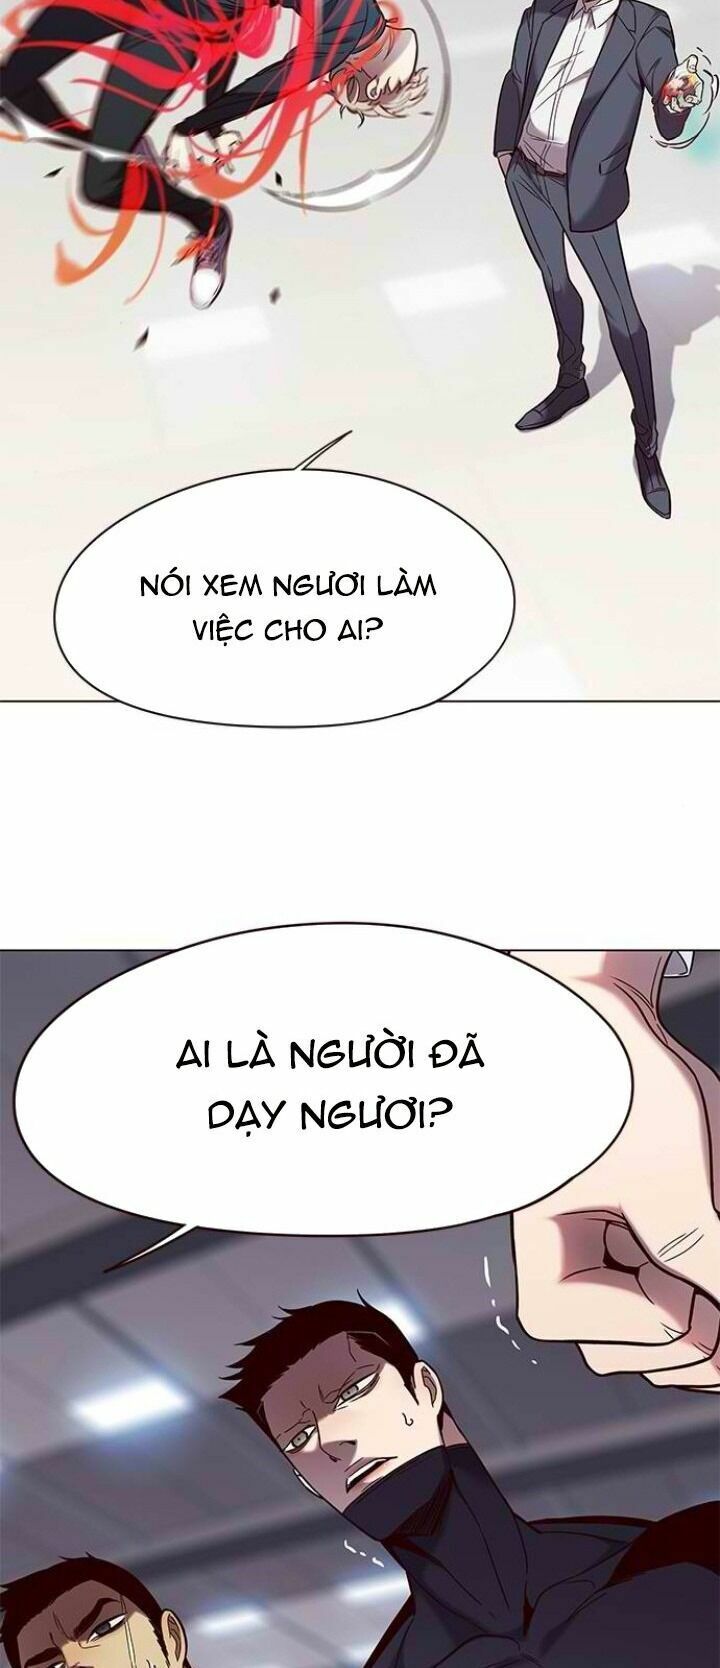 NÓI XEM NGƯƠI LÀM
VIỆC CHO AI?
AI LÀ NGƯỜI ĐÃ
DẠY NGƯƠI?